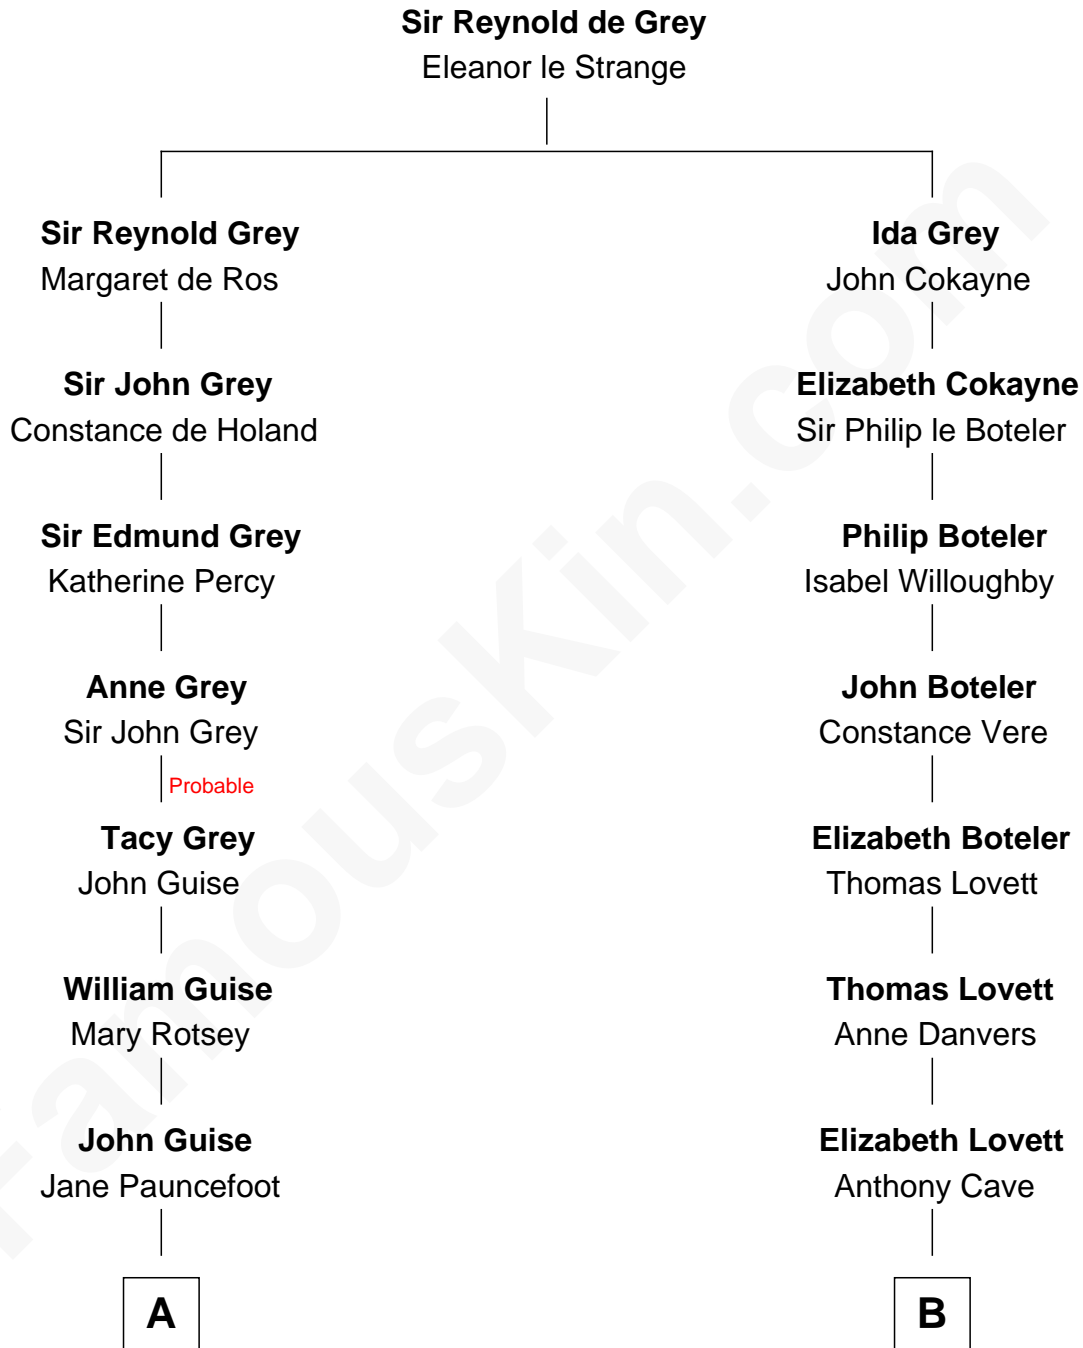 Sir Reynold de Grey
Eleanor le Strange
Sir Reynold Grey
Margaret de Ros
Ida Grey
John Cokayne
Sir John Grey
Constance de Holand
Elizabeth Cokayne
Sir Philip le Boteler
Sir Edmund Grey
Katherine Percy
Philip Boteler
Isabel Willoughby
Anne Grey
Sir John Grey
John Boteler
Constance Vere
Probable
Tacy Grey
John Guise
Elizabeth Boteler
Thomas Lovett
William Guise
Mary Rotsey
Thomas Lovett
Anne Danvers
John Guise
Jane Pauncefoot
Elizabeth Lovett
Anthony Cave
A
B
FamousKin.com